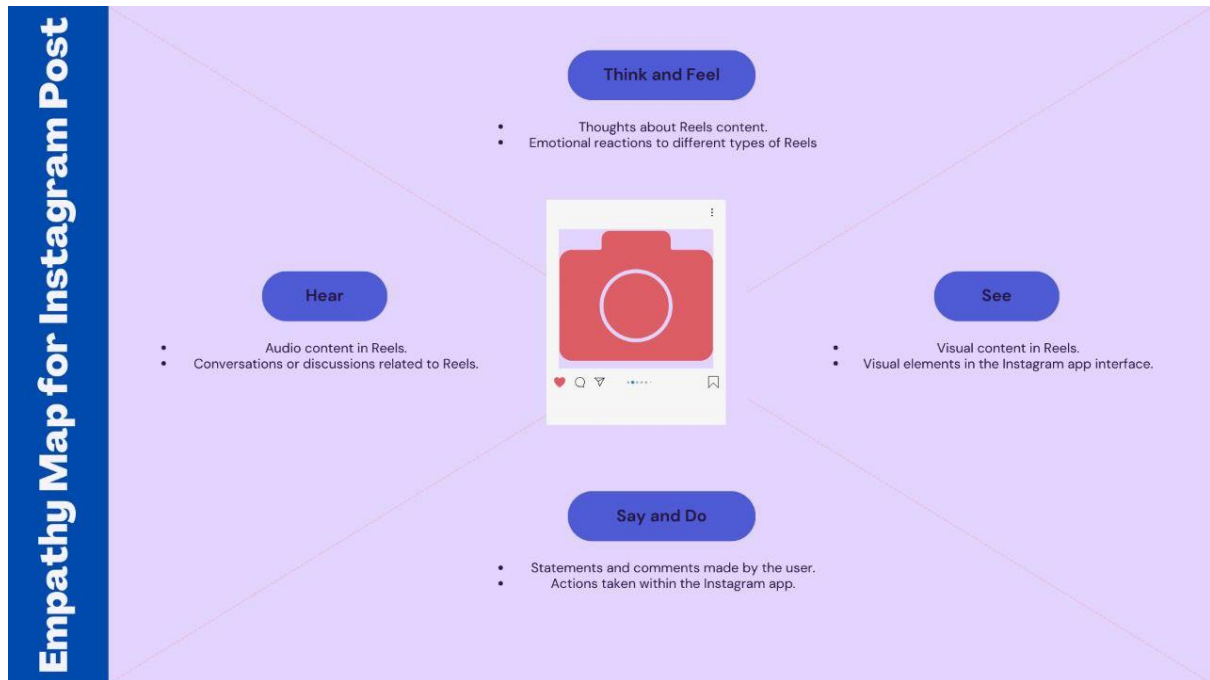 Empathy Map for Instagram Post
Think and Feel
• Thoughts about Reels content.
• Emotional reactions to different types of Reels
Hear
• Audio content in Reels.
• Conversations or discussions related to Reels.
See
• Visual content in Reels.
• Visual elements in the Instagram app interface.
Say and Do
• Statements and comments made by the user.
• Actions taken within the Instagram app.